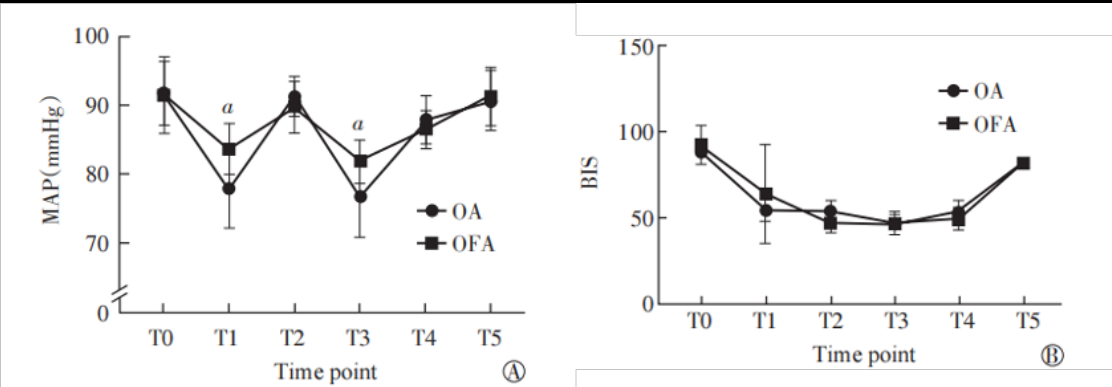 100
90
80
70
0
MAP(mmHg)
a
a
OA
OFA
T0 T1 T2 T3 T4 T5
Time point
Ⓐ
150
100
50
0
BIS
OA
OFA
T0 T1 T2 T3 T4 T5
Time point
Ⓑ